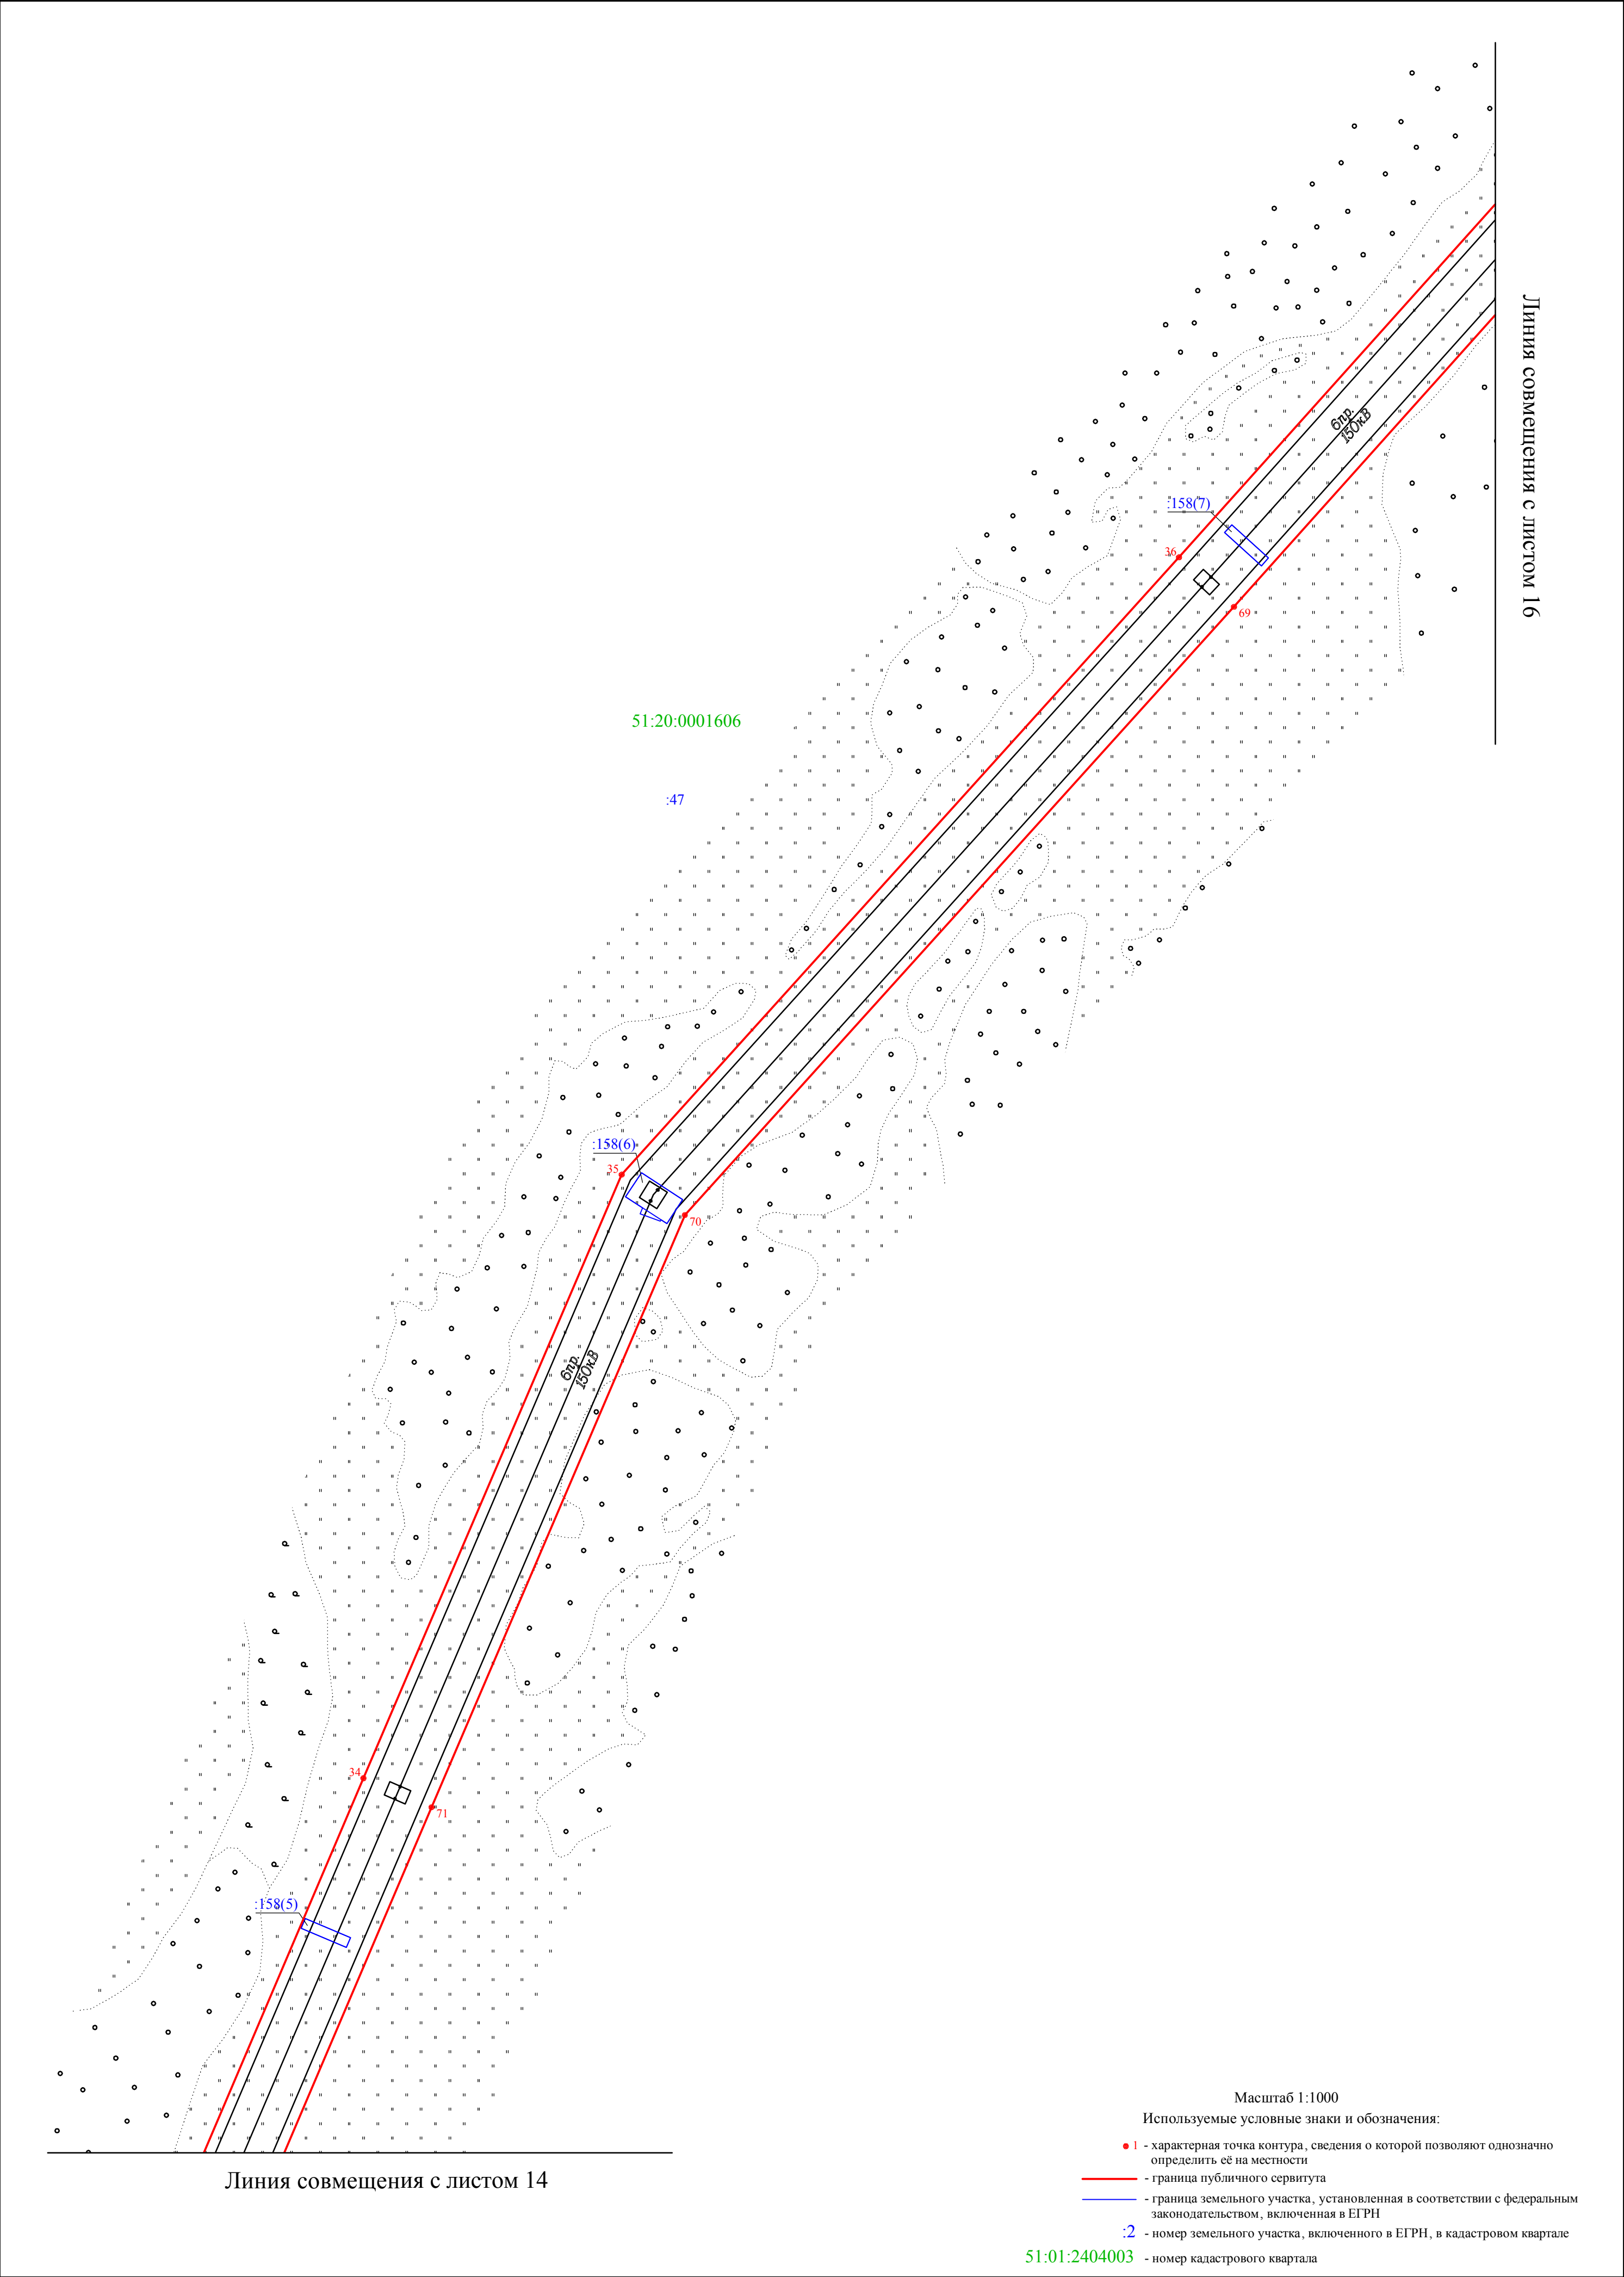 Линия совмещения с листом 16
6пр.
150кВ
:158(7)
36
69
51:20:0001606
:47
:158(6)
35
70
6пр.
150кВ
34
71
:158(5)
Линия совмещения с листом 14
Масштаб 1:1000
Используемые условные знаки и обозначения:
1 - характерная точка контура, сведения о которой позволяют однозначно
определить её на местности
- граница публичного сервитута
- граница земельного участка, установленная в соответствии с федеральным
законодательством, включенная в ЕГРН
:2 - номер земельного участка, включенного в ЕГРН, в кадастровом квартале
51:01:2404003 - номер кадастрового квартала